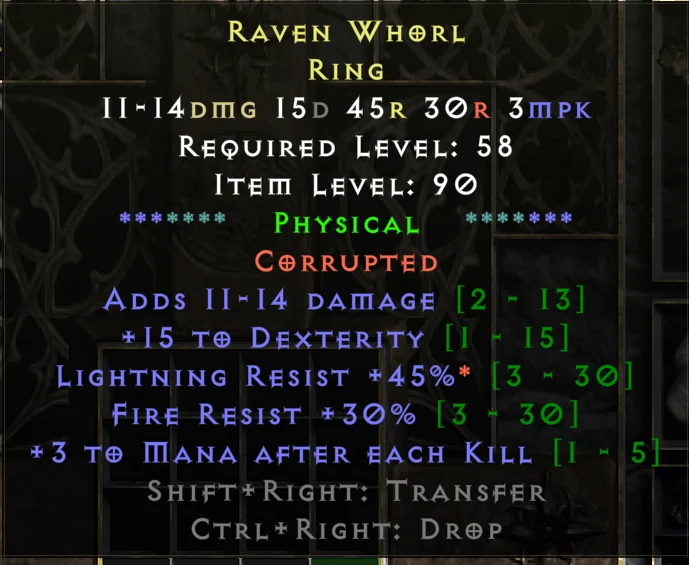 Raven Whorl
Ring
11-14dmg 15d 45r 30r 3mpk
Required Level: 58
Item Level: 90
******* Physical *******
Corrupted
Adds 11-14 damage [2 - 13]
+15 to Dexterity [1 - 15]
Lightning Resist +45%* [3 - 30]
Fire Resist +30% [3 - 30]
+3 to Mana after each Kill [1 - 5]
Shift+Right: Transfer
Ctrl+Right: Drop